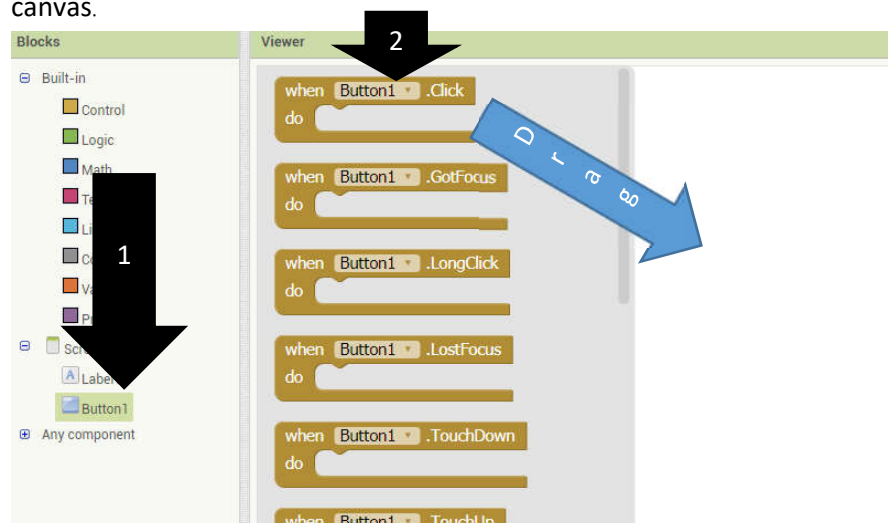 canvas.
Blocks
Viewer
2
Built-in
Control
Logic
Math
1
Label
Button1
Any component
when Button1 .Click
do
Drag
when Button1 .GotFocus
do
when Button1 .LongClick
do
when Button1 .LostFocus
do
when Button1 .TouchDown
do
when Button1 .TouchUp